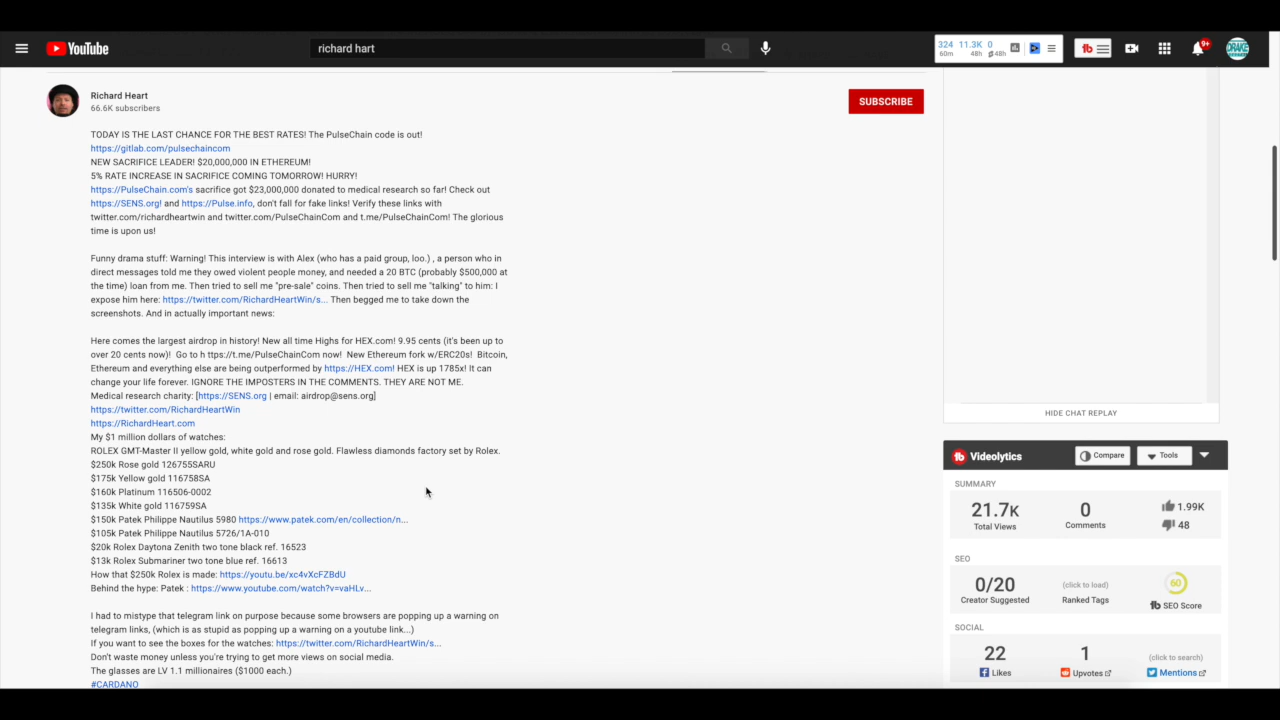 YouTube
richard hart
324 11.3K 0
60m 48h 48h
tb
9+
DRAKE
Richard Heart
66.6K subscribers
SUBSCRIBE
TODAY IS THE LAST CHANCE FOR THE BEST RATES! The PulseChain code is out!
https://gitlab.com/pulsechaincom
NEW SACRIFICE LEADER! $20,000,000 IN ETHEREUM!
5% RATE INCREASE IN SACRIFICE COMING TOMORROW! HURRY!
https://PulseChain.com's sacrifice got $23,000,000 donated to medical research so far! Check out
https://SENS.org! and https://Pulse.info, don't fall for fake links! Verify these links with
twitter.com/richardheartwin and twitter.com/PulseChainCom and t.me/PulseChainCom! The glorious
time is upon us!
Funny drama stuff: Warning! This interview is with Alex (who has a paid group, loo.) , a person who in
direct messages told me they owed violent people money, and needed a 20 BTC (probably $500,000 at
the time) loan from me. Then tried to sell me "pre-sale" coins. Then tried to sell me "talking" to him: I
expose him here: https://twitter.com/RichardHeartWin/s... Then begged me to take down the
screenshots. And in actually important news:
Here comes the largest airdrop in history! New all time Highs for HEX.com! 9.95 cents (it's been up to
over 20 cents now)! Go to h ttps://t.me/PulseChainCom now! New Ethereum fork w/ERC20s! Bitcoin,
Ethereum and everything else are being outperformed by https://HEX.com! HEX is up 1785x! It can
change your life forever. IGNORE THE IMPOSTERS IN THE COMMENTS. THEY ARE NOT ME.
Medical research charity: [https://SENS.org | email: airdrop@sens.org]
https://twitter.com/RichardHeartWin
https://RichardHeart.com
My $1 million dollars of watches:
ROLEX GMT-Master II yellow gold, white gold and rose gold. Flawless diamonds factory set by Rolex.
$250k Rose gold 126755SARU
$175k Yellow gold 116758SA
$160k Platinum 116506-0002
$135k White gold 116759SA
$150k Patek Philippe Nautilus 5980 https://www.patek.com/en/collection/n...
$105k Patek Philippe Nautilus 5726/1A-010
$20k Rolex Daytona Zenith two tone black ref. 16523
$13k Rolex Submariner two tone blue ref. 16613
How that $250k Rolex is made: https://youtu.be/xc4vXcFZBdU
Behind the hype: Patek : https://www.youtube.com/watch?v=vaHLv...
I had to mistype that telegram link on purpose because some browsers are popping up a warning on
telegram links, (which is as stupid as popping up a warning on a youtube link...)
If you want to see the boxes for the watches: https://twitter.com/RichardHeartWin/s...
Don't waste money unless you're trying to get more views on social media.
The glasses are LV 1.1 millionaires ($1000 each.)
#CARDANO
HIDE CHAT REPLAY
tb Videolytics
Compare
Tools
SUMMARY
21.7K
Total Views
0
Comments
1.99K
48
SEO
0/20
Creator Suggested
(click to load)
Ranked Tags
60
tb SEO Score
SOCIAL
22
Likes
1
Upvotes
(click to search)
Mentions